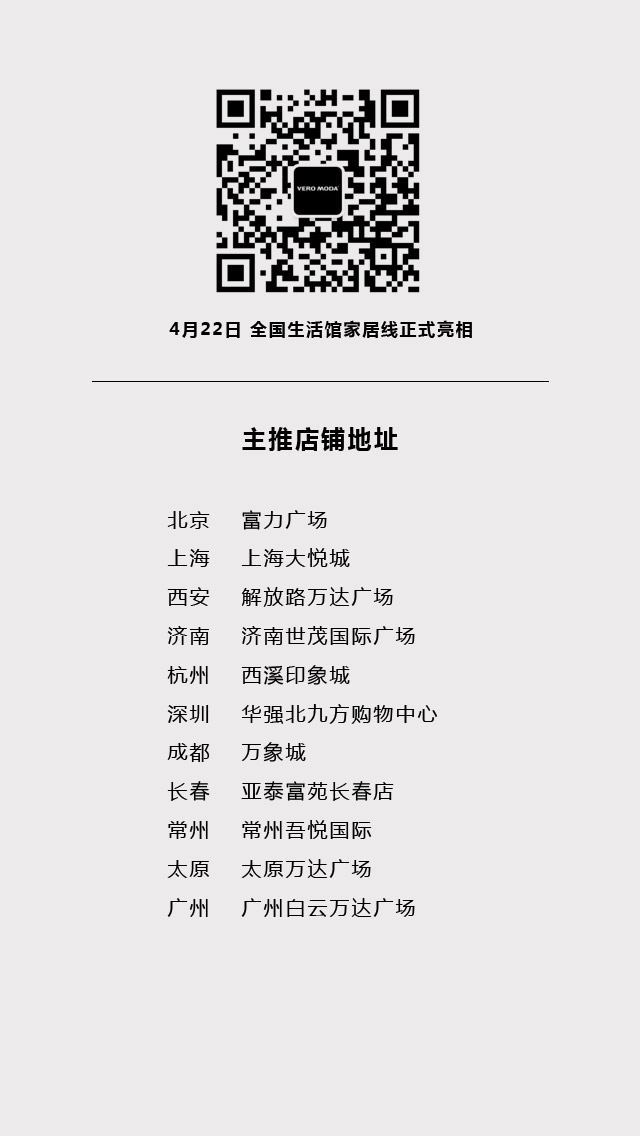 VERO MODA
4月22日 全国生活馆家居线正式亮相
主推店铺地址
北京 富力广场
上海 上海大悦城
西安 解放路万达广场
济南 济南世茂国际广场
杭州 西溪印象城
深圳 华强北九方购物中心
成都 万象城
长春 亚泰富苑长春店
常州 常州吾悦国际
太原 太原万达广场
广州 广州白云万达广场